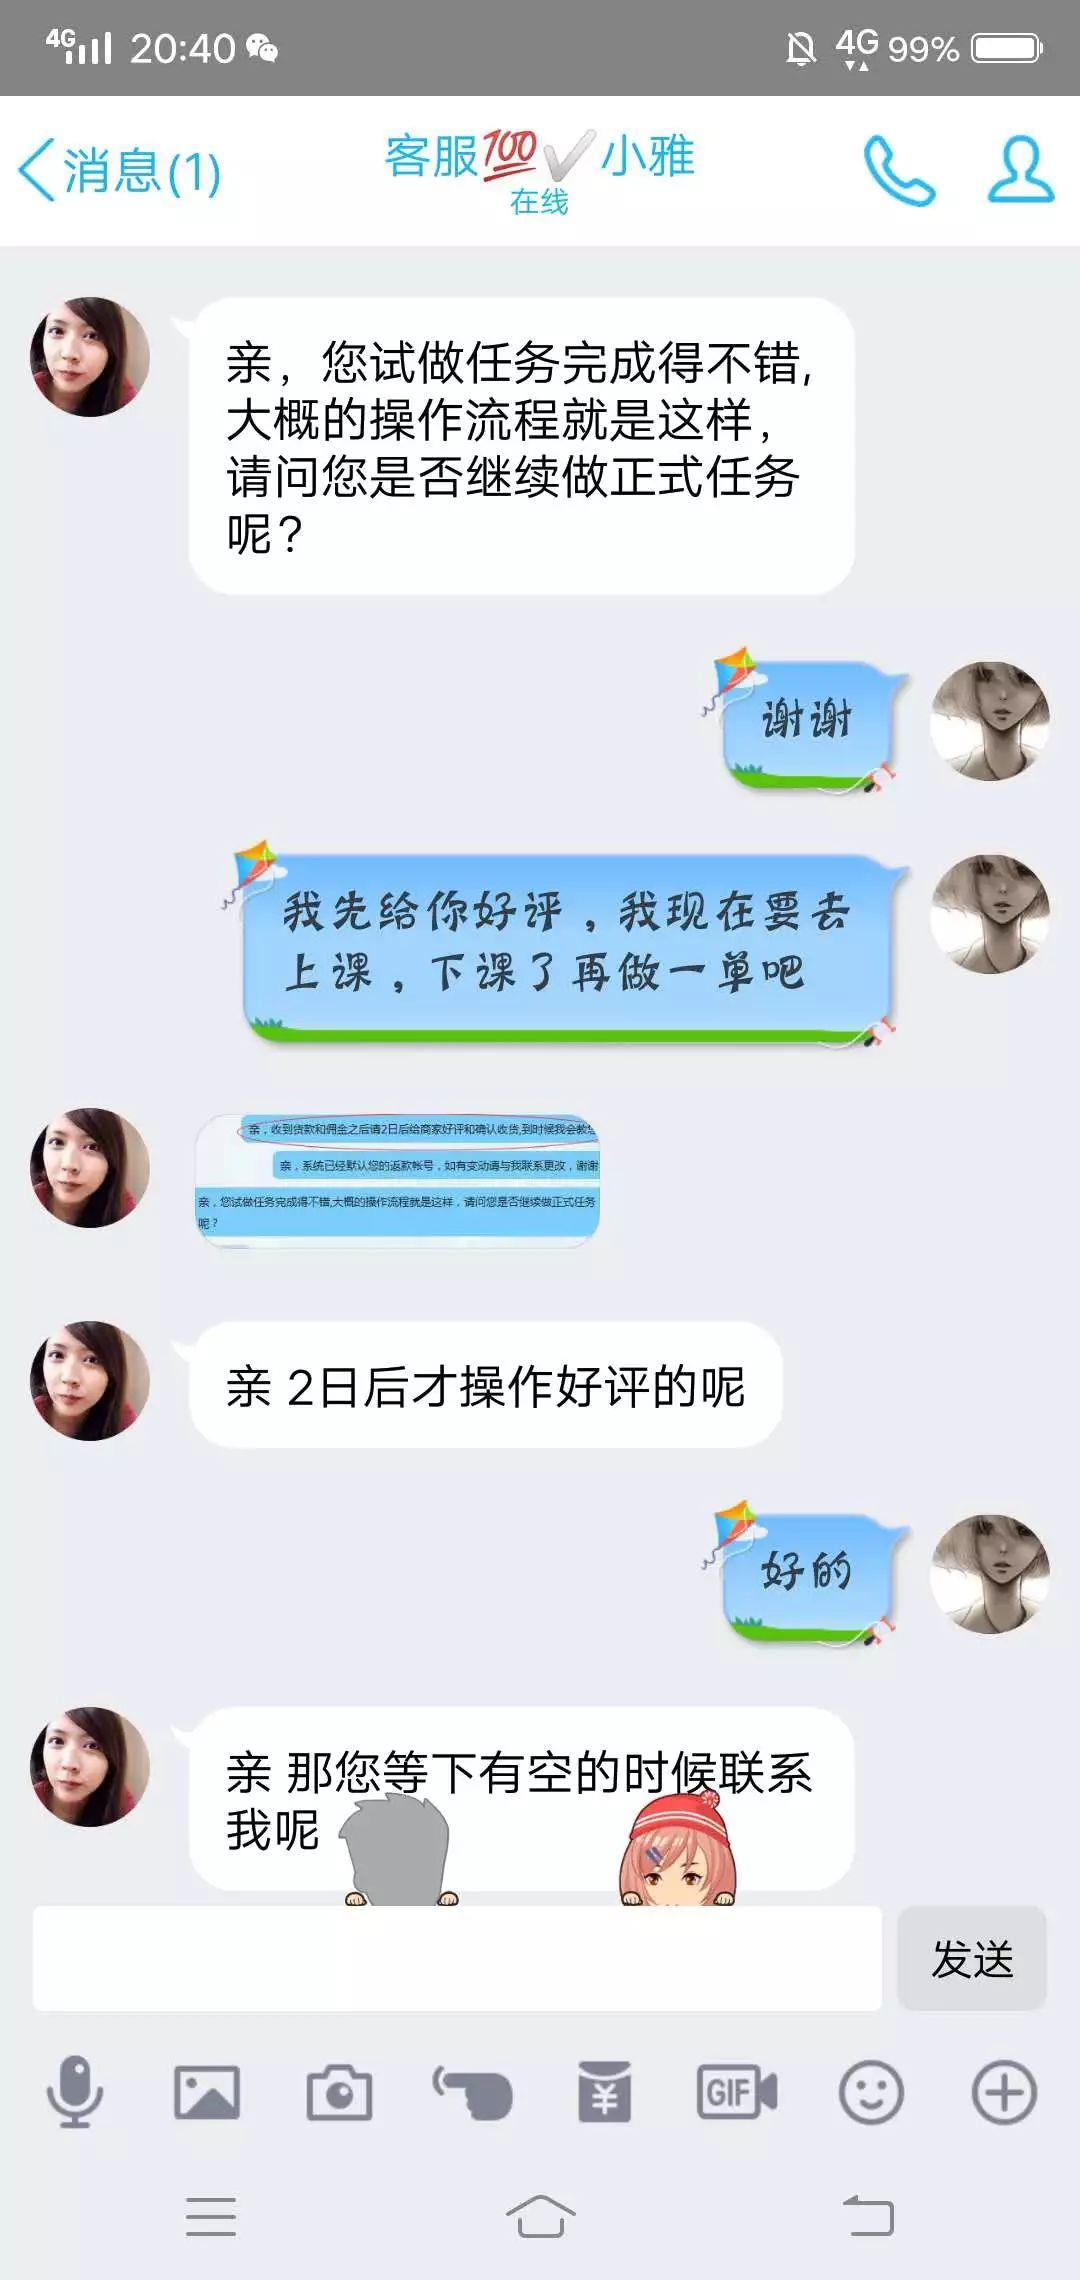 4G 20:40 4G 99%
消息(1)
客服💯✔小雅
在线
亲，您试做任务完成得不错,
大概的操作流程就是这样，
请问您是否继续做正式任务
呢？
谢谢
我先给你好评，我现在要去
上课，下课了再做一单吧
亲，收到货款和佣金之后请2日后给商家好评和确认收货,到时候我会教
亲，系统已经默认您的返款帐号，如有变动请与我联系更改，谢谢
亲，您试做任务完成得不错,大概的操作流程就是这样，请问您是否继续做正式任务
呢？
亲 2日后才操作好评的呢
好的
亲 那您等下有空的时候联系
我呢
发送
GIF